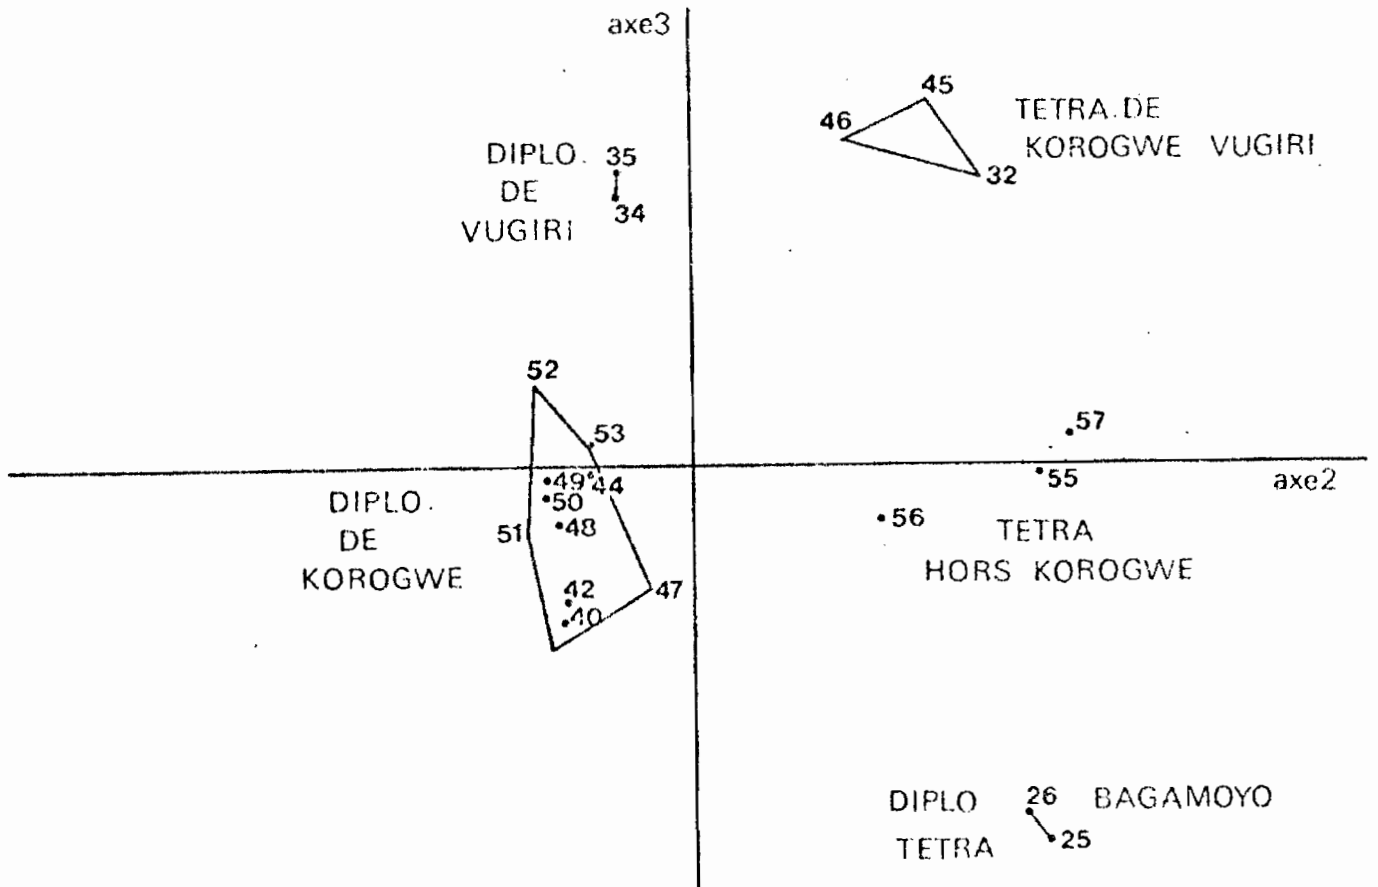 axe3
45
TETRA.DE
46
KOROGWE VUGIRI
DIPLO. 35
DE
32
34
VUGIRI
52
57
53
axe2
49 44
55
50
DIPLO.
56
48
51
DE
TETRA
KOROGWE
HORS KOROGWE
42
47
40
DIPLO 26 BAGAMOYO
TETRA 25